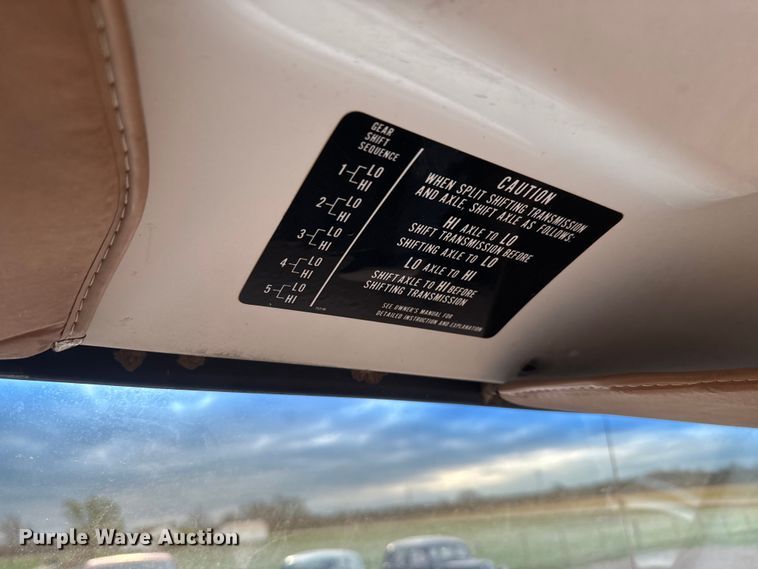 GEAR
SHIFT
SEQUENCE
1 LO
HI
2 LO
HI
3 LO
HI
4 LO
HI
5 LO
HI
CAUTION
WHEN SPLIT SHIFTING TRANSMISSION
AND AXLE, SHIFT AXLE AS FOLLOWS:
HI AXLE TO LO
SHIFT TRANSMISSION BEFORE
SHIFTING AXLE TO LO
LO AXLE TO HI
SHIFT AXLE TO HI BEFORE
SHIFTING TRANSMISSION
SEE OWNER'S MANUAL FOR
DETAILED INSTRUCTION AND EXPLANATION
Purple Wave Auction